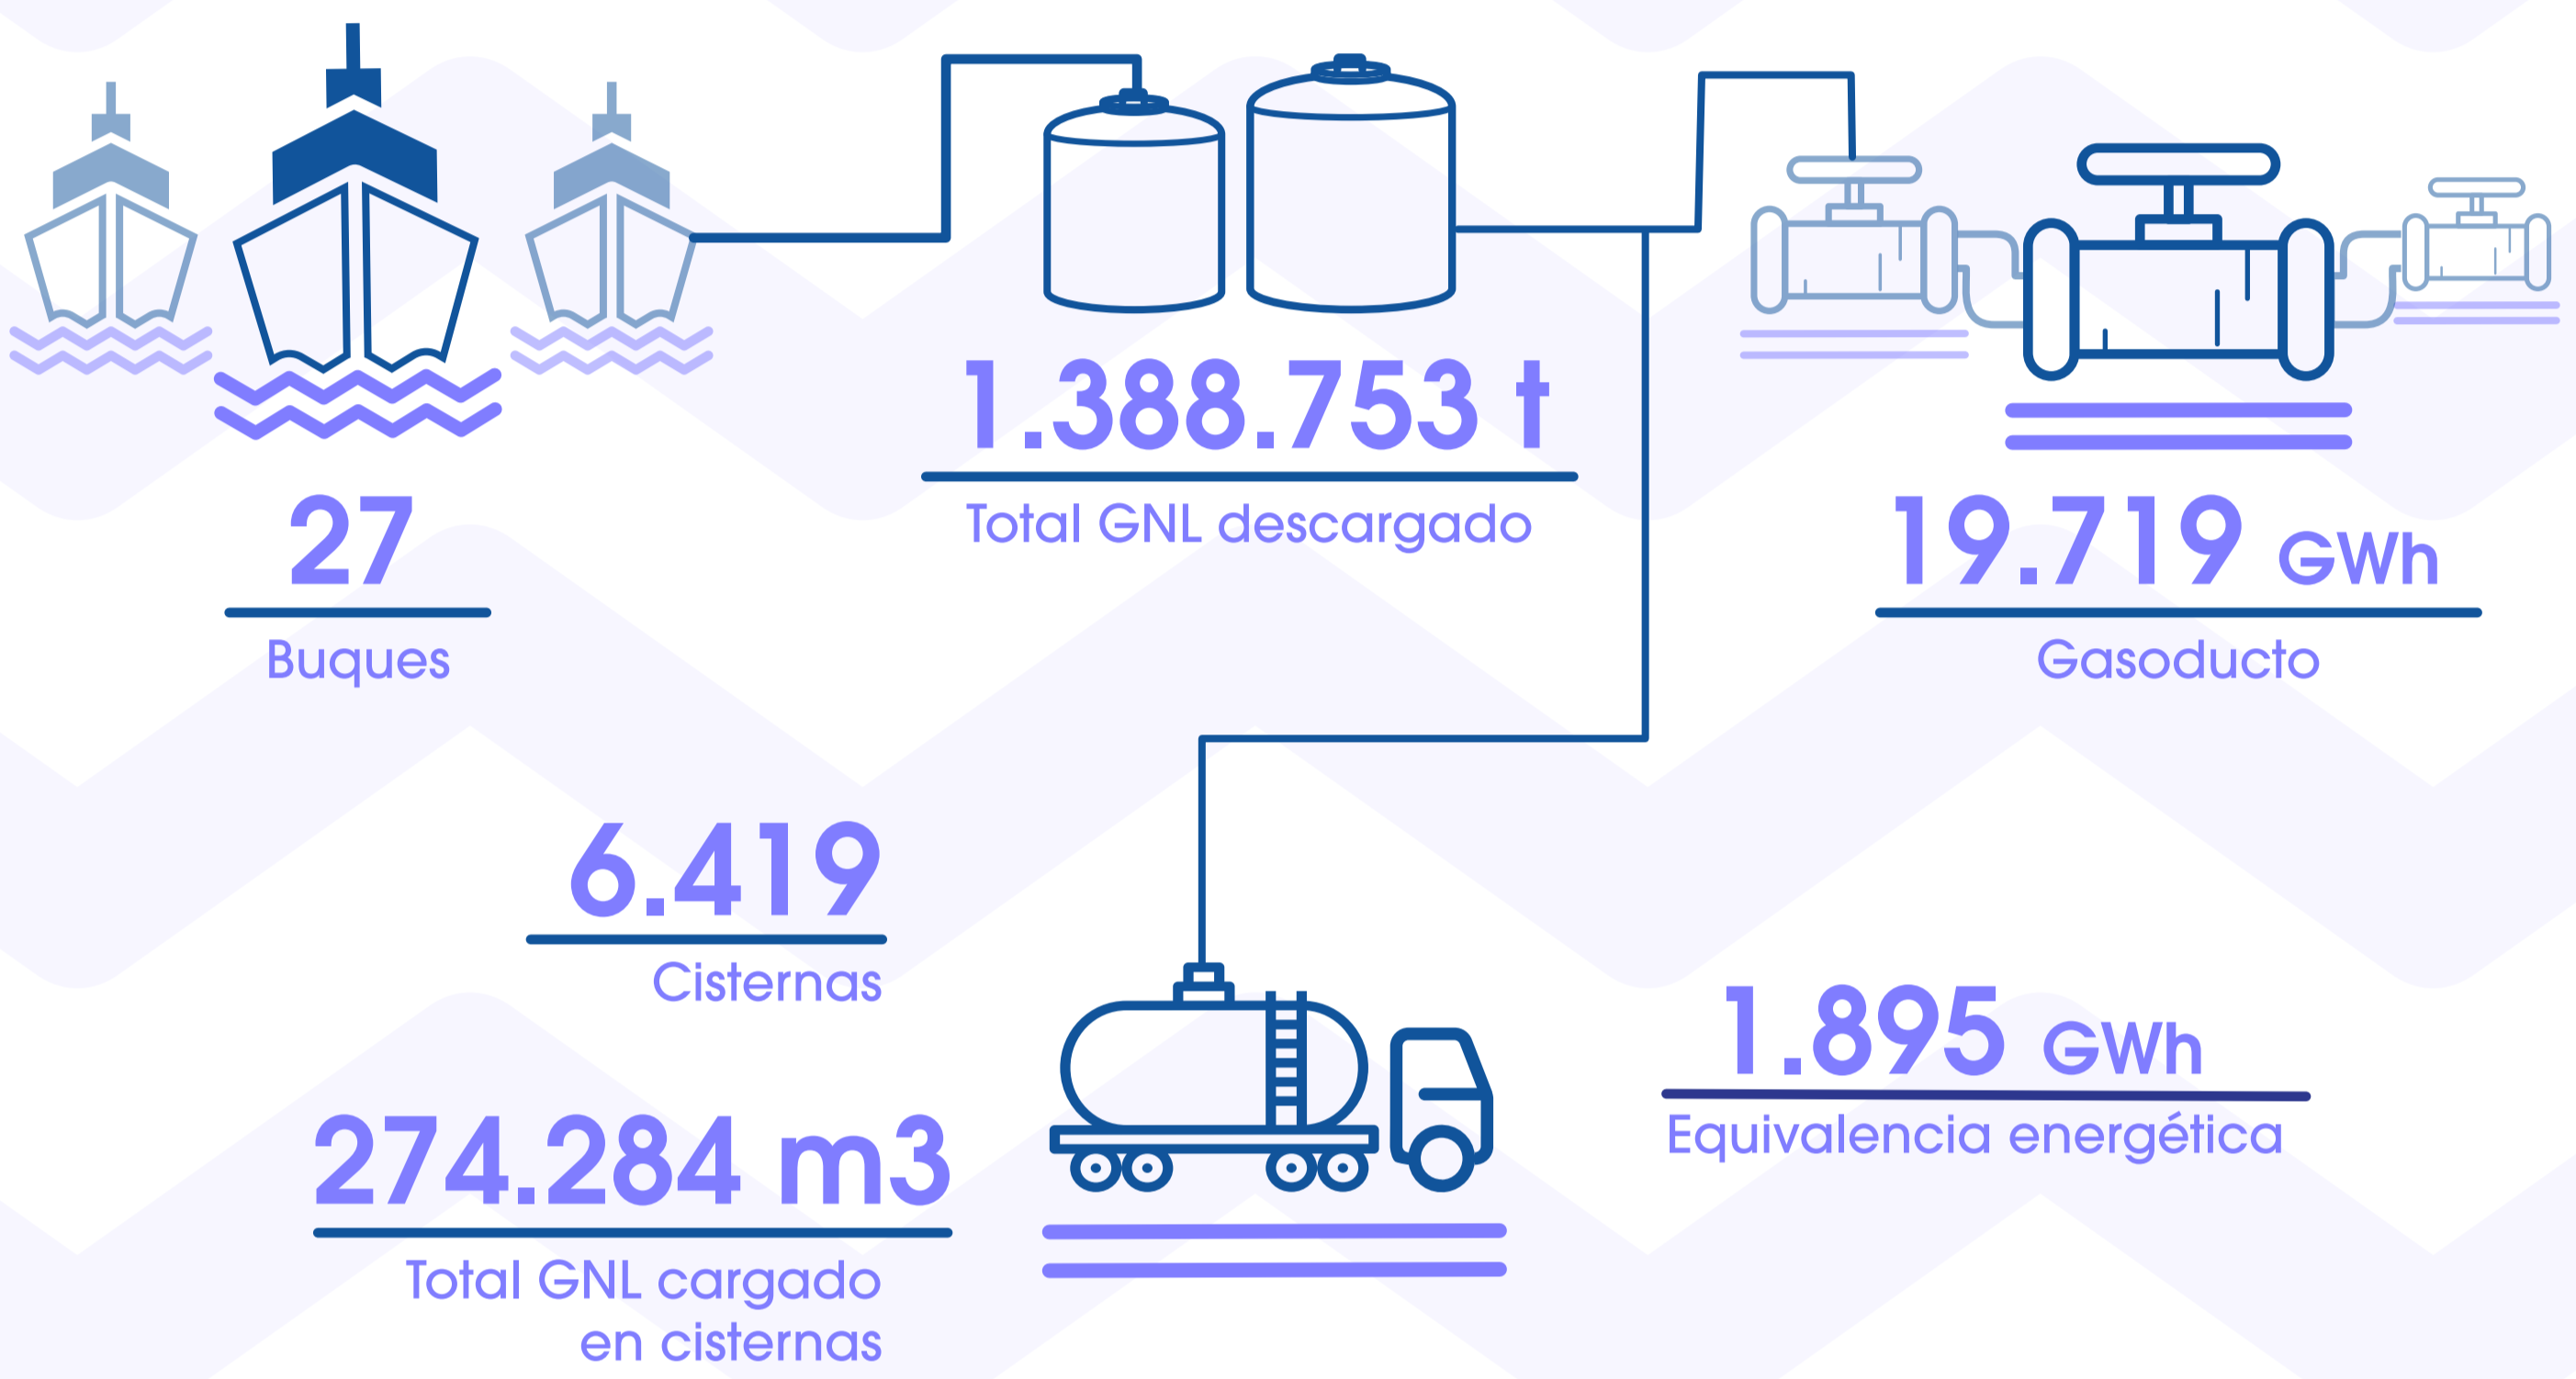 27
Buques
1.388.753 t
Total GNL descargado
19.719 GWh
Gasoducto
6.419
Cisternas
274.284 m3
Total GNL cargado
en cisternas
1.895 GWh
Equivalencia energética